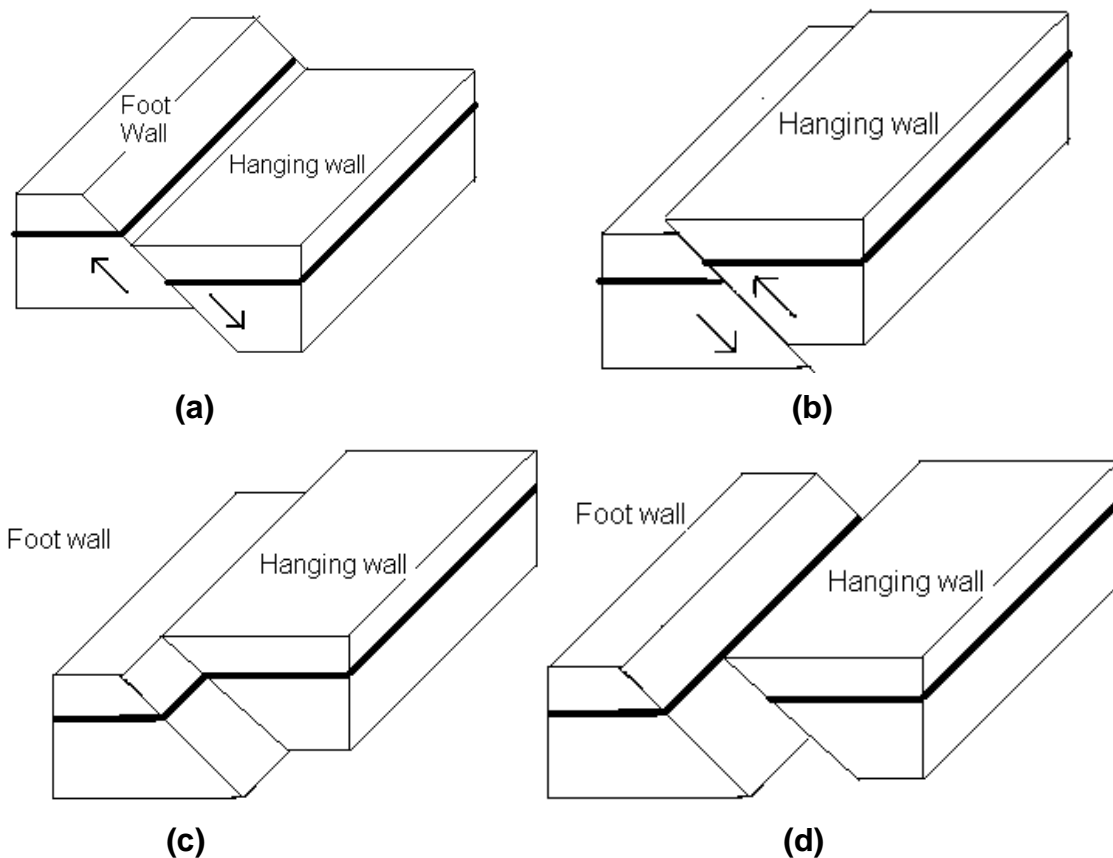 Foot
Wall
Hanging wall
Hanging wall
(a)
(b)
Foot wall
Hanging wall
Foot wall
Hanging wall
(c)
(d)